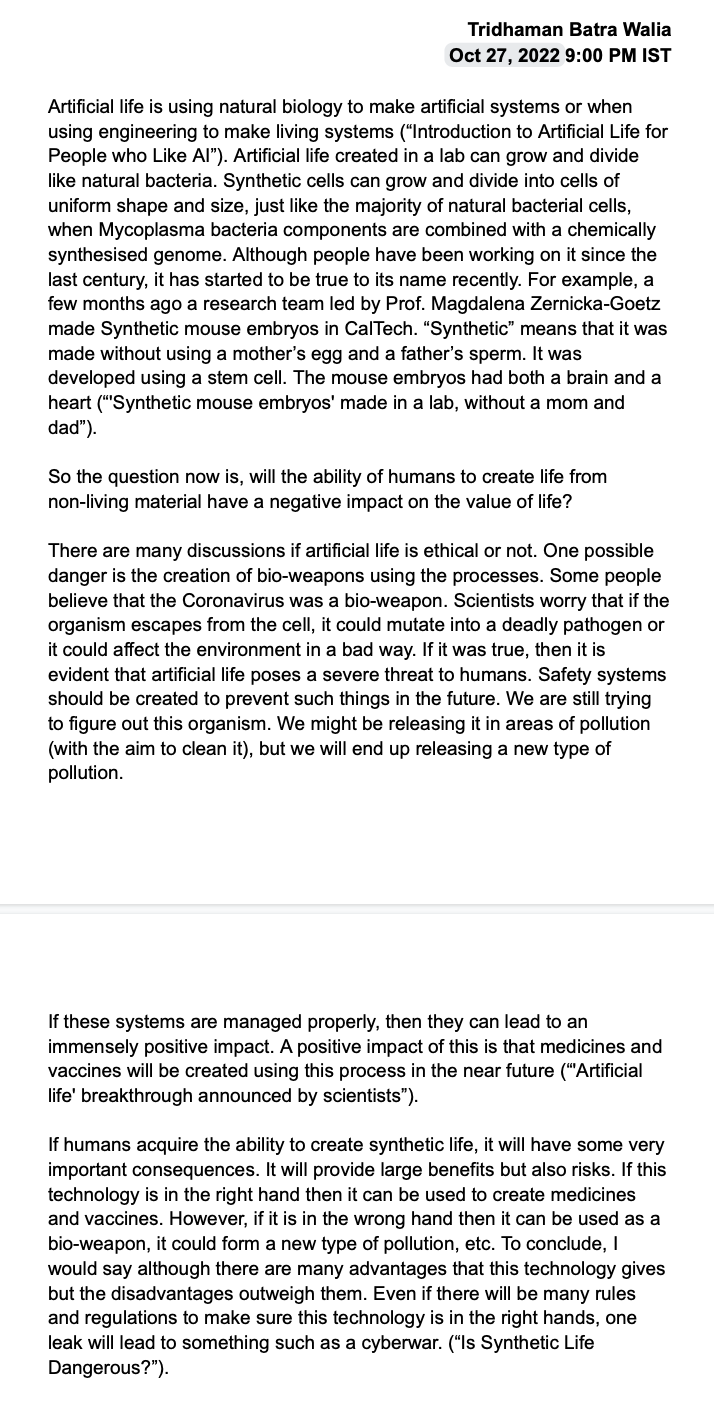 Tridhaman Batra Walia
Oct 27, 2022 9:00 PM IST
Artificial life is using natural biology to make artificial systems or when
using engineering to make living systems (“Introduction to Artificial Life for
People who Like AI”). Artificial life created in a lab can grow and divide
like natural bacteria. Synthetic cells can grow and divide into cells of
uniform shape and size, just like the majority of natural bacterial cells,
when Mycoplasma bacteria components are combined with a chemically
synthesised genome. Although people have been working on it since the
last century, it has started to be true to its name recently. For example, a
few months ago a research team led by Prof. Magdalena Zernicka-Goetz
made Synthetic mouse embryos in CalTech. “Synthetic” means that it was
made without using a mother’s egg and a father’s sperm. It was
developed using a stem cell. The mouse embryos had both a brain and a
heart (“'Synthetic mouse embryos' made in a lab, without a mom and
dad”).
So the question now is, will the ability of humans to create life from
non-living material have a negative impact on the value of life?
There are many discussions if artificial life is ethical or not. One possible
danger is the creation of bio-weapons using the processes. Some people
believe that the Coronavirus was a bio-weapon. Scientists worry that if the
organism escapes from the cell, it could mutate into a deadly pathogen or
it could affect the environment in a bad way. If it was true, then it is
evident that artificial life poses a severe threat to humans. Safety systems
should be created to prevent such things in the future. We are still trying
to figure out this organism. We might be releasing it in areas of pollution
(with the aim to clean it), but we will end up releasing a new type of
pollution.
If these systems are managed properly, then they can lead to an
immensely positive impact. A positive impact of this is that medicines and
vaccines will be created using this process in the near future (“'Artificial
life' breakthrough announced by scientists”).
If humans acquire the ability to create synthetic life, it will have some very
important consequences. It will provide large benefits but also risks. If this
technology is in the right hand then it can be used to create medicines
and vaccines. However, if it is in the wrong hand then it can be used as a
bio-weapon, it could form a new type of pollution, etc. To conclude, I
would say although there are many advantages that this technology gives
but the disadvantages outweigh them. Even if there will be many rules
and regulations to make sure this technology is in the right hands, one
leak will lead to something such as a cyberwar. (“Is Synthetic Life
Dangerous?”).